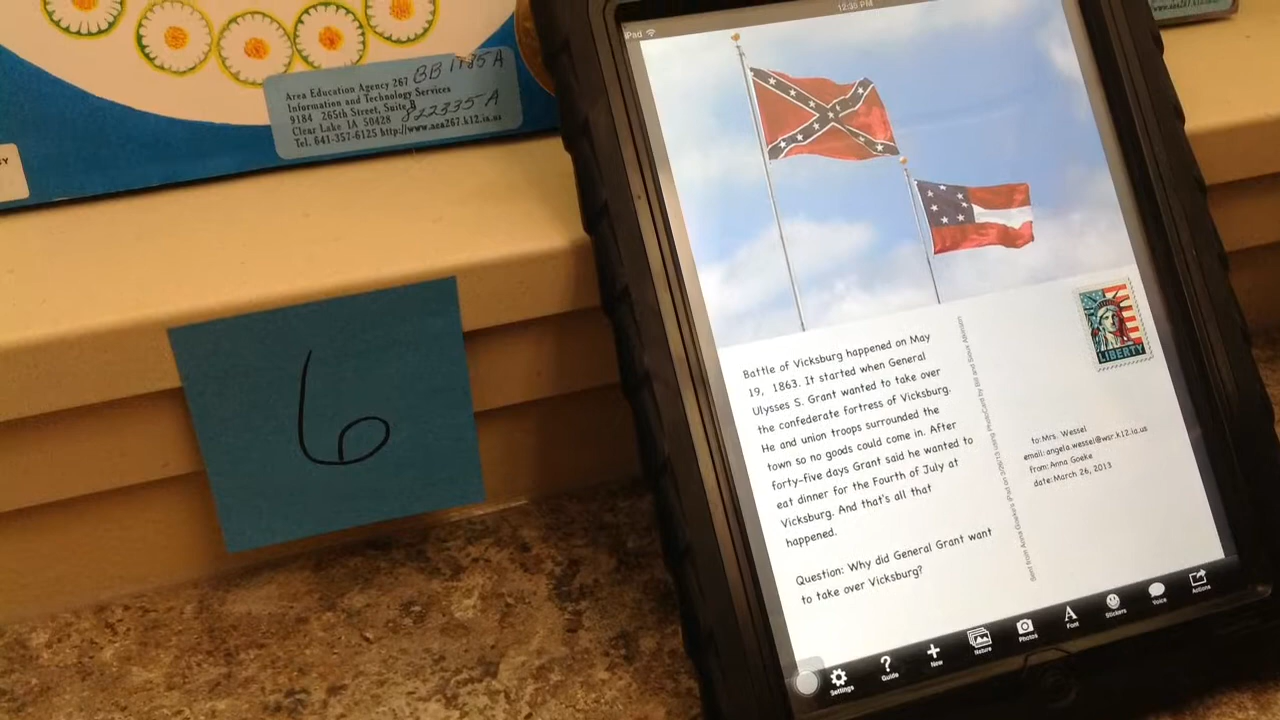 BB 1185 A
Area Education Agency 267
Information and Technology Services
9184 265th Street, Suite B
822335-A
Clear Lake IA 50428
Tel. 641-357-6125 http://www.aea267.k12.ia.us
6
iPad
12:35 PM
Battle of Vicksburg happened on May
19, 1863. It started when General
Ulysses S. Grant wanted to take over
the confederate fortress of Vicksburg.
He and union troops surrounded the
town so no goods could come in. After
forty-five days Grant said he wanted to
eat dinner for the Fourth of July at
Vicksburg. And that's all that
happened.
Question: Why did General Grant want
to take over Vicksburg?
LIBERTY
to: Mrs. Wessel
email: angela.wessel@wsr.k12.ia.us
from: Anna Goeke
date: March 26, 2013
Settings
Guide
New
Nature
Photos
Font
Stickers
Voice
Actions